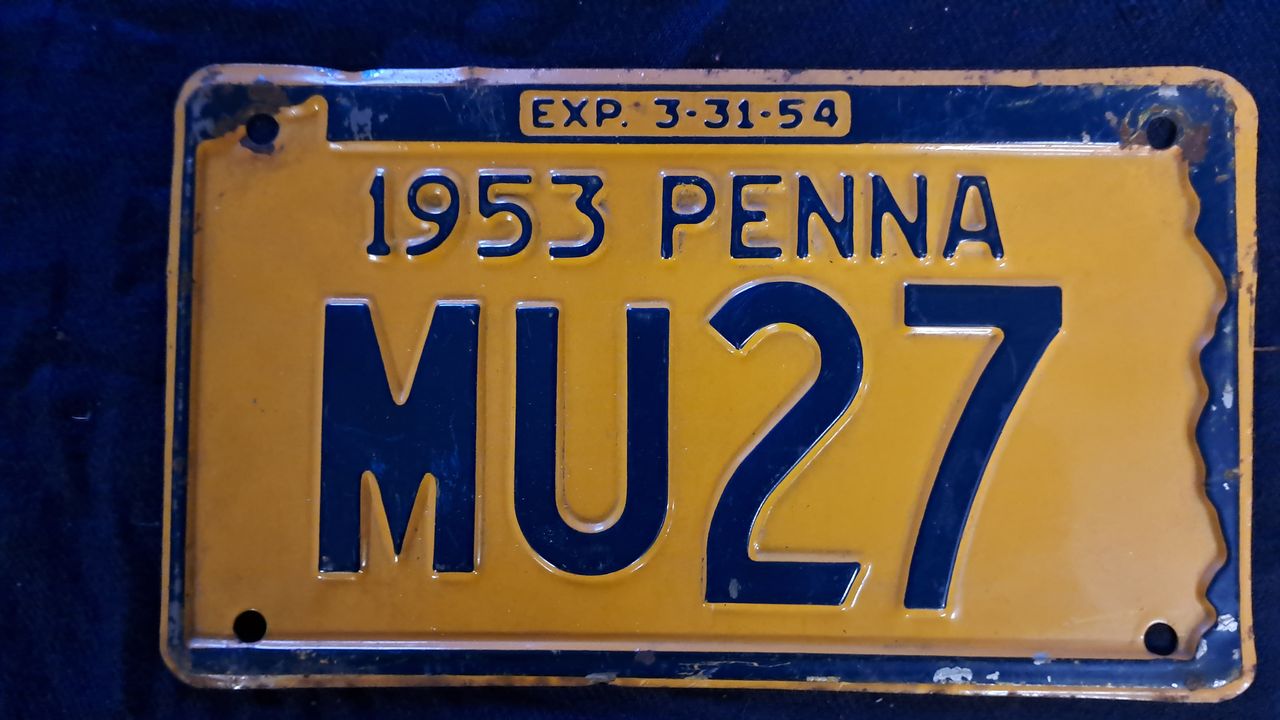 EXP. 3-31-54
1953 PENNA
MU27